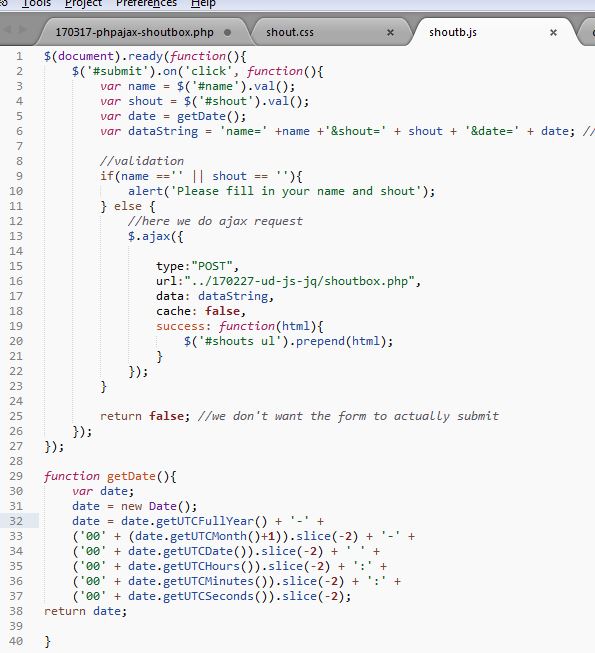 Tools Project Preferences Help
170317-phpajax-shoutbox.php shout.css × shoutb.js ×
1 $(document).ready(function(){
2 $('#submit').on('click', function(){
3 var name = $('#name').val();
4 var shout = $('#shout').val();
5 var date = getDate();
6 var dataString = 'name=' +name +'&shout=' + shout + '&date=' + date; //
7
8 //validation
9 if(name =='' || shout == ''){
10 alert('Please fill in your name and shout');
11 } else {
12 //here we do ajax request
13 $.ajax({
14
15 type:"POST",
16 url:"../170227-ud-js-jq/shoutbox.php",
17 data: dataString,
18 cache: false,
19 success: function(html){
20 $('#shouts ul').prepend(html);
21 }
22 });
23 }
24
25 return false; //we don't want the form to actually submit
26 });
27 });
28
29 function getDate(){
30 var date;
31 date = new Date();
32 date = date.getUTCFullYear() + '-' +
33 ('00' + (date.getUTCMonth()+1)).slice(-2) + '-' +
34 ('00' + date.getUTCDate()).slice(-2) + ' ' +
35 ('00' + date.getUTCHours()).slice(-2) + ':' +
36 ('00' + date.getUTCMinutes()).slice(-2) + ':' +
37 ('00' + date.getUTCSeconds()).slice(-2);
38 return date;
39
40 }